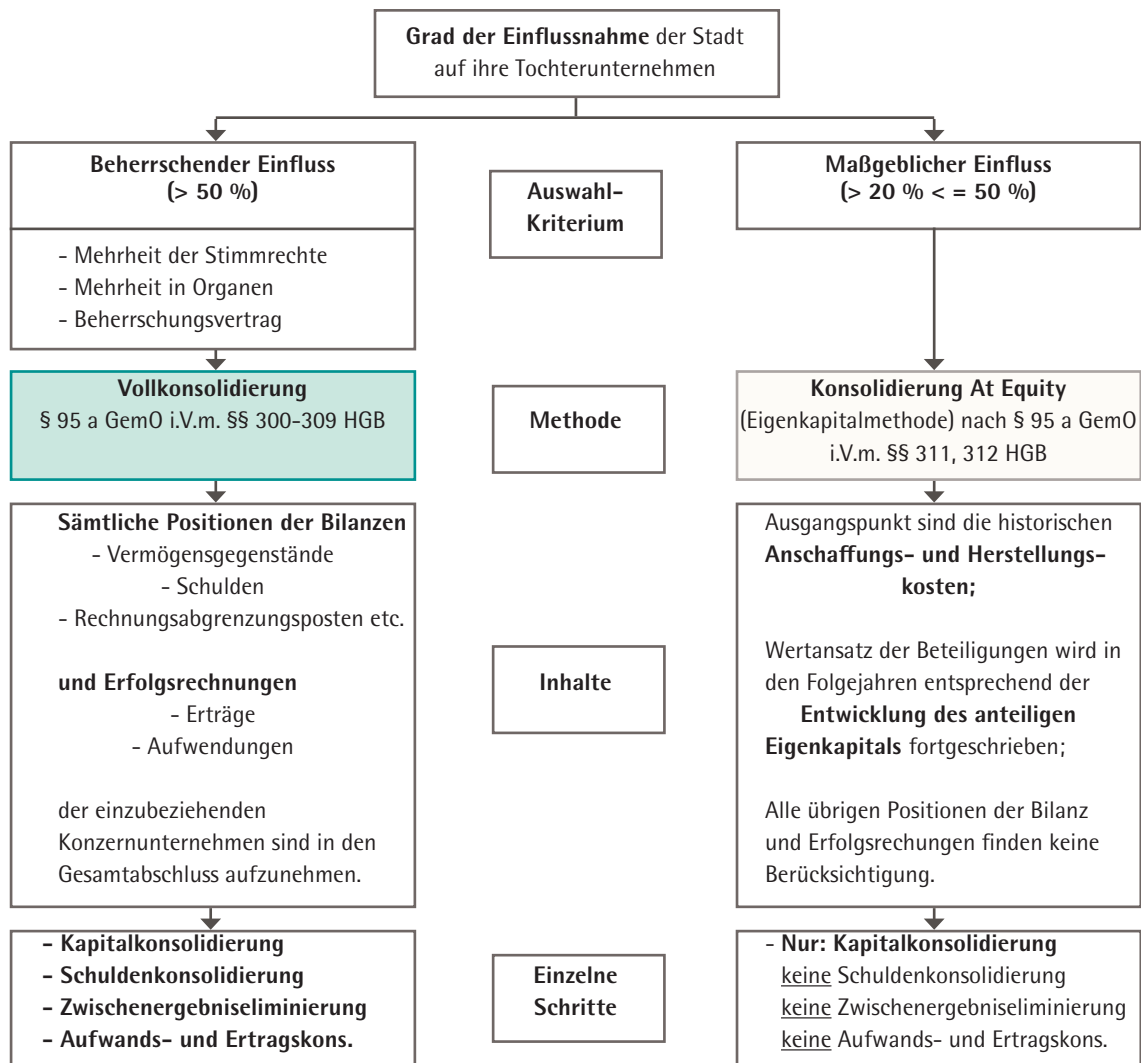 Grad der Einflussnahme der Stadt
auf ihre Tochterunternehmen
Beherrschender Einfluss
(> 50 %)
- Mehrheit der Stimmrechte
- Mehrheit in Organen
- Beherrschungsvertrag
Auswahl-
Kriterium
Maßgeblicher Einfluss
(> 20 % < = 50 %)
Vollkonsolidierung
§ 95 a GemO i.V.m. §§ 300-309 HGB
Methode
Konsolidierung At Equity
(Eigenkapitalmethode) nach § 95 a GemO
i.V.m. §§ 311, 312 HGB
Sämtliche Positionen der Bilanzen
- Vermögensgegenstände
- Schulden
- Rechnungsabgrenzungsposten etc.
und Erfolgsrechnungen
- Erträge
- Aufwendungen
der einzubeziehenden
Konzernunternehmen sind in den
Gesamtabschluss aufzunehmen.
Inhalte
Ausgangspunkt sind die historischen
Anschaffungs- und Herstellungs-
kosten;
Wertansatz der Beteiligungen wird in
den Folgejahren entsprechend der
Entwicklung des anteiligen
Eigenkapitals fortgeschrieben;
Alle übrigen Positionen der Bilanz
und Erfolgsrechungen finden keine
Berücksichtigung.
- Kapitalkonsolidierung
- Schuldenkonsolidierung
- Zwischenergebniseliminierung
- Aufwands- und Ertragskons.
Einzelne
Schritte
- Nur: Kapitalkonsolidierung
keine Schuldenkonsolidierung
keine Zwischenergebniseliminierung
keine Aufwands- und Ertragskons.